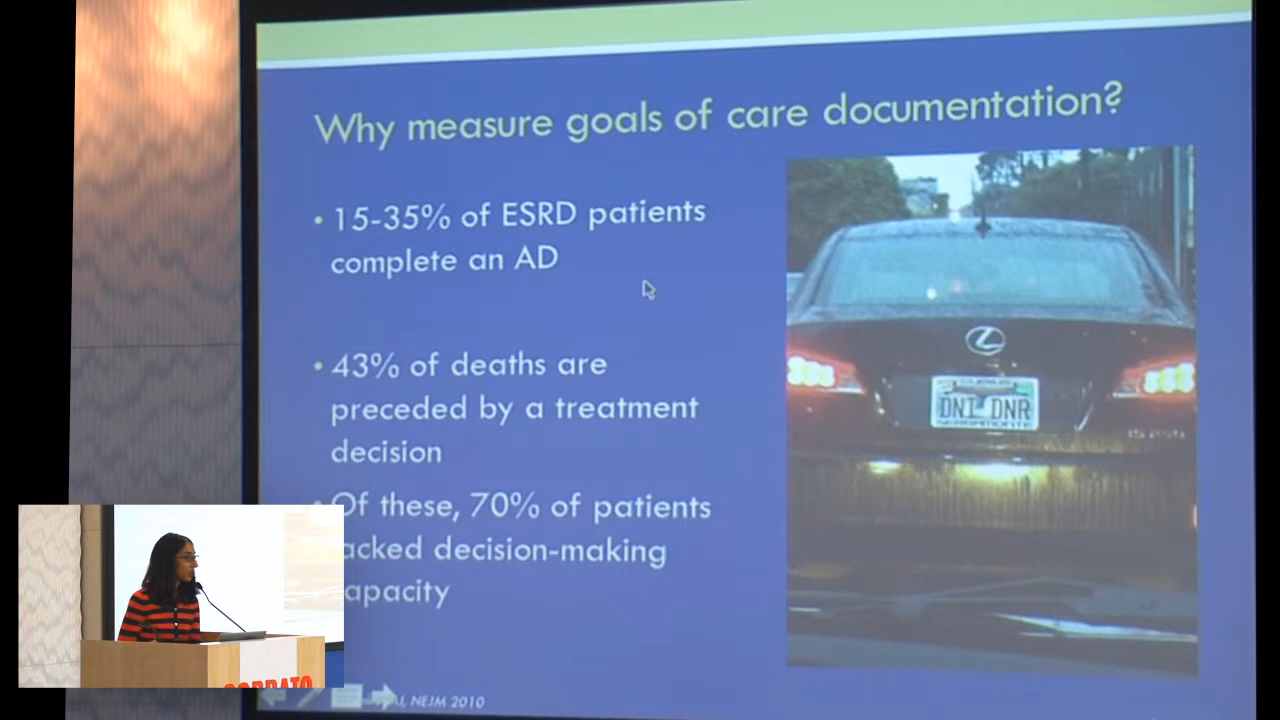 Why measure goals of care documentation?
• 15-35% of ESRD patients
complete an AD
• 43% of deaths are
preceded by a treatment
decision
Of these, 70% of patients
acked decision-making
apacity
DNI DNR
NEJM 2010